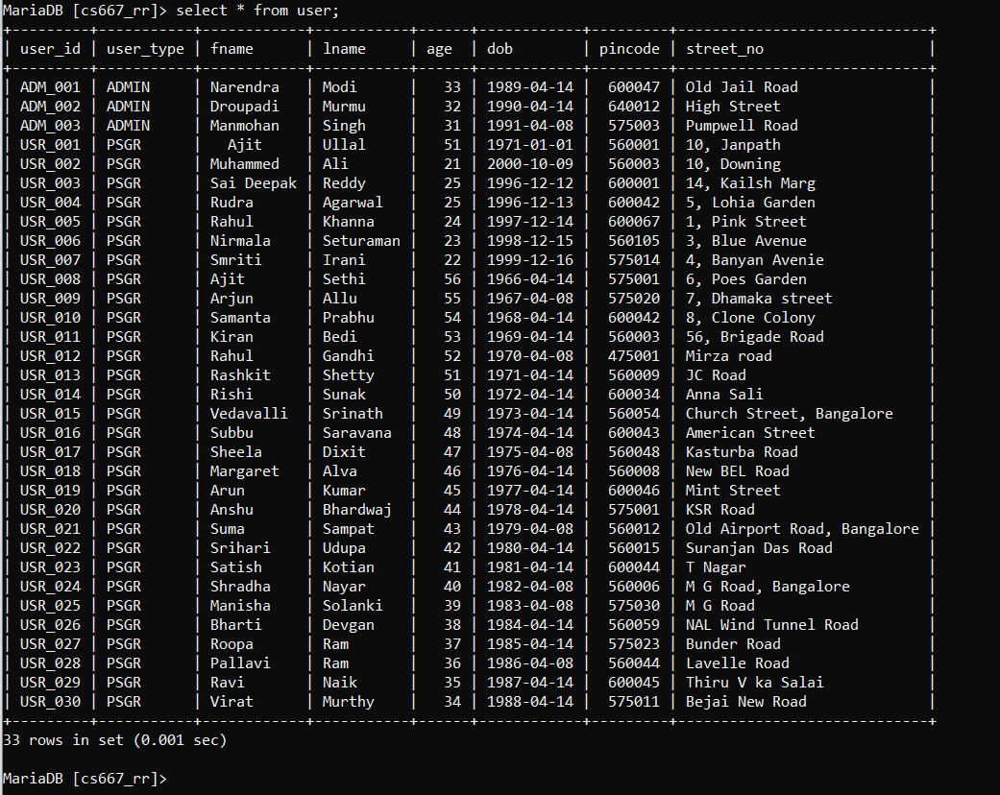 MariaDB [cs667_rr]> select * from user;
+---------+-----------+------------+-----------+------+------------+---------+-----------------------------+
| user_id | user_type | fname      | lname     | age  | dob        | pincode | street_no                   |
+---------+-----------+------------+-----------+------+------------+---------+-----------------------------+
| ADM_001 | ADMIN     | Narendra   | Modi      |   33 | 1989-04-14 |  600047 | Old Jail Road               |
| ADM_002 | ADMIN     | Droupadi   | Murmu     |   32 | 1990-04-14 |  640012 | High Street                 |
| ADM_003 | ADMIN     | Manmohan   | Singh     |   31 | 1991-04-08 |  575003 | Pumpwell Road               |
| USR_001 | PSGR      |   Ajit     | Ullal     |   51 | 1971-01-01 |  560001 | 10, Janpath                 |
| USR_002 | PSGR      | Muhammed   | Ali       |   21 | 2000-10-09 |  560003 | 10, Downing                 |
| USR_003 | PSGR      | Sai Deepak | Reddy     |   25 | 1996-12-12 |  600001 | 14, Kailsh Marg             |
| USR_004 | PSGR      | Rudra      | Agarwal   |   25 | 1996-12-13 |  600042 | 5, Lohia Garden             |
| USR_005 | PSGR      | Rahul      | Khanna    |   24 | 1997-12-14 |  600067 | 1, Pink Street              |
| USR_006 | PSGR      | Nirmala    | Seturaman |   23 | 1998-12-15 |  560105 | 3, Blue Avenue              |
| USR_007 | PSGR      | Smriti     | Irani     |   22 | 1999-12-16 |  575014 | 4, Banyan Avenie            |
| USR_008 | PSGR      | Ajit       | Sethi     |   56 | 1966-04-14 |  575001 | 6, Poes Garden              |
| USR_009 | PSGR      | Arjun      | Allu      |   55 | 1967-04-08 |  575020 | 7, Dhamaka street           |
| USR_010 | PSGR      | Samanta    | Prabhu    |   54 | 1968-04-14 |  600042 | 8, Clone Colony             |
| USR_011 | PSGR      | Kiran      | Bedi      |   53 | 1969-04-14 |  560003 | 56, Brigade Road            |
| USR_012 | PSGR      | Rahul      | Gandhi    |   52 | 1970-04-08 |  475001 | Mirza road                  |
| USR_013 | PSGR      | Rashkit    | Shetty    |   51 | 1971-04-14 |  560009 | JC Road                     |
| USR_014 | PSGR      | Rishi      | Sunak     |   50 | 1972-04-14 |  600034 | Anna Sali                   |
| USR_015 | PSGR      | Vedavalli  | Srinath   |   49 | 1973-04-14 |  560054 | Church Street, Bangalore    |
| USR_016 | PSGR      | Subbu      | Saravana  |   48 | 1974-04-14 |  600043 | American Street             |
| USR_017 | PSGR      | Sheela     | Dixit     |   47 | 1975-04-08 |  560048 | Kasturba Road               |
| USR_018 | PSGR      | Margaret   | Alva      |   46 | 1976-04-14 |  560008 | New BEL Road                |
| USR_019 | PSGR      | Arun       | Kumar     |   45 | 1977-04-14 |  600046 | Mint Street                 |
| USR_020 | PSGR      | Anshu      | Bhardwaj  |   44 | 1978-04-14 |  575001 | KSR Road                    |
| USR_021 | PSGR      | Suma       | Sampat    |   43 | 1979-04-08 |  560012 | Old Airport Road, Bangalore |
| USR_022 | PSGR      | Srihari    | Udupa     |   42 | 1980-04-14 |  560015 | Suranjan Das Road           |
| USR_023 | PSGR      | Satish     | Kotian    |   41 | 1981-04-14 |  600044 | T Nagar                     |
| USR_024 | PSGR      | Shradha    | Nayar     |   40 | 1982-04-08 |  560006 | M G Road, Bangalore         |
| USR_025 | PSGR      | Manisha    | Solanki   |   39 | 1983-04-08 |  575030 | M G Road                    |
| USR_026 | PSGR      | Bharti     | Devgan    |   38 | 1984-04-14 |  560059 | NAL Wind Tunnel Road        |
| USR_027 | PSGR      | Roopa      | Ram       |   37 | 1985-04-14 |  575023 | Bunder Road                 |
| USR_028 | PSGR      | Pallavi    | Ram       |   36 | 1986-04-08 |  560044 | Lavelle Road                |
| USR_029 | PSGR      | Ravi       | Naik      |   35 | 1987-04-14 |  600045 | Thiru V ka Salai            |
| USR_030 | PSGR      | Virat      | Murthy    |   34 | 1988-04-14 |  575011 | Bejai New Road              |
+---------+-----------+------------+-----------+------+------------+---------+-----------------------------+
33 rows in set (0.001 sec)
MariaDB [cs667_rr]>